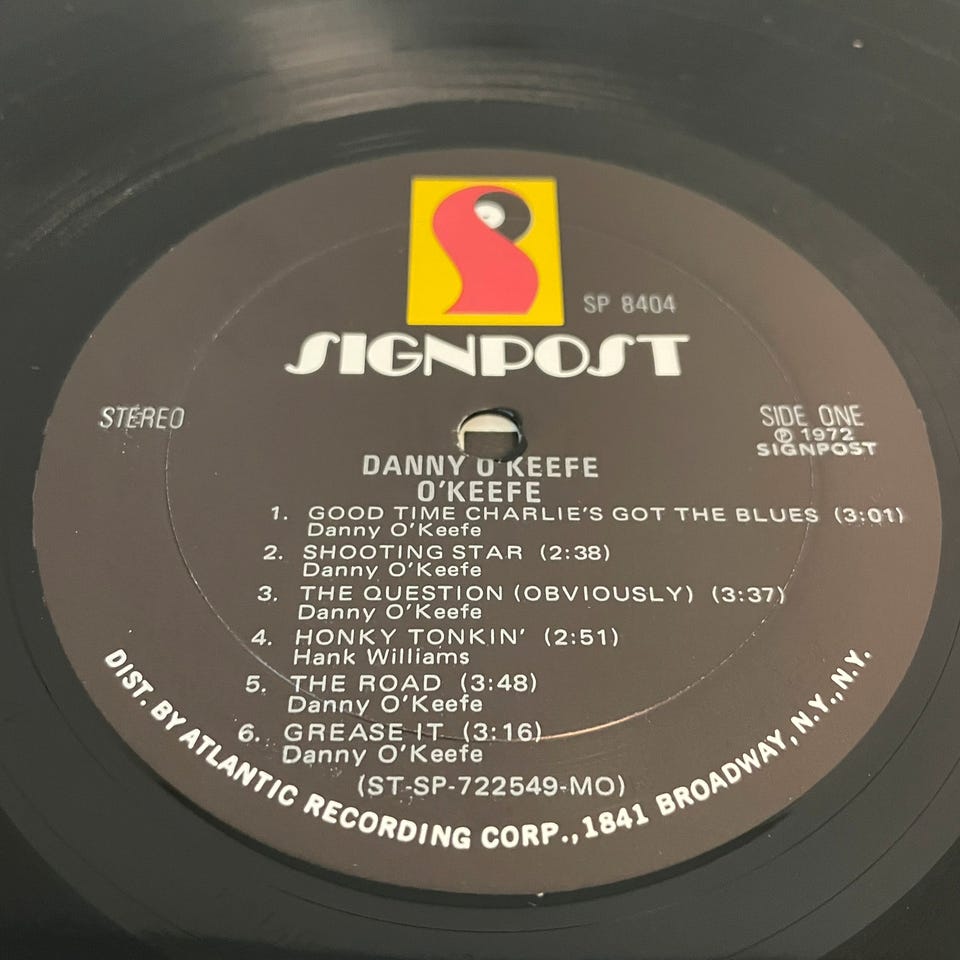 SP 8404
SIGNPOST
STEREO
SIDE ONE
℗ 1972
SIGNPOST
DANNY O'KEEFE
O'KEEFE
1. GOOD TIME CHARLIE'S GOT THE BLUES (3:01)
Danny O'Keefe
2. SHOOTING STAR (2:38)
Danny O'Keefe
3. THE QUESTION (OBVIOUSLY) (3:37)
Danny O'Keefe
4. HONKY TONKIN' (2:51)
Hank Williams
5. THE ROAD (3:48)
Danny O'Keefe
6. GREASE IT (3:16)
Danny O'Keefe
(ST-SP-722549-MO)
DIST. BY ATLANTIC RECORDING CORP., 1841 BROADWAY, N.Y., N.Y.